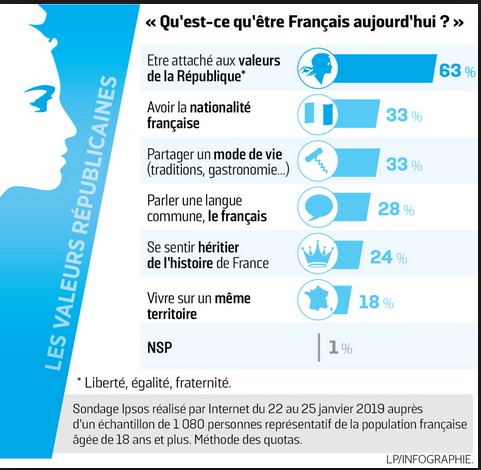 « Qu'est-ce qu'être Français aujourd'hui ? »
LES VALEURS RÉPUBLICAINES
Etre attaché aux valeurs
de la République*
63 %
Avoir la nationalité
française
33 %
Partager un mode de vie
(traditions, gastronomie...)
33 %
Parler une langue
commune, le français
28 %
Se sentir héritier
de l'histoire de France
24 %
Vivre sur un même
territoire
18 %
NSP
1 %
* Liberté, égalité, fraternité.
Sondage Ipsos réalisé par Internet du 22 au 25 janvier 2019 auprès
d'un échantillon de 1 080 personnes représentatif de la population française
âgée de 18 ans et plus. Méthode des quotas.
LP/INFOGRAPHIE.